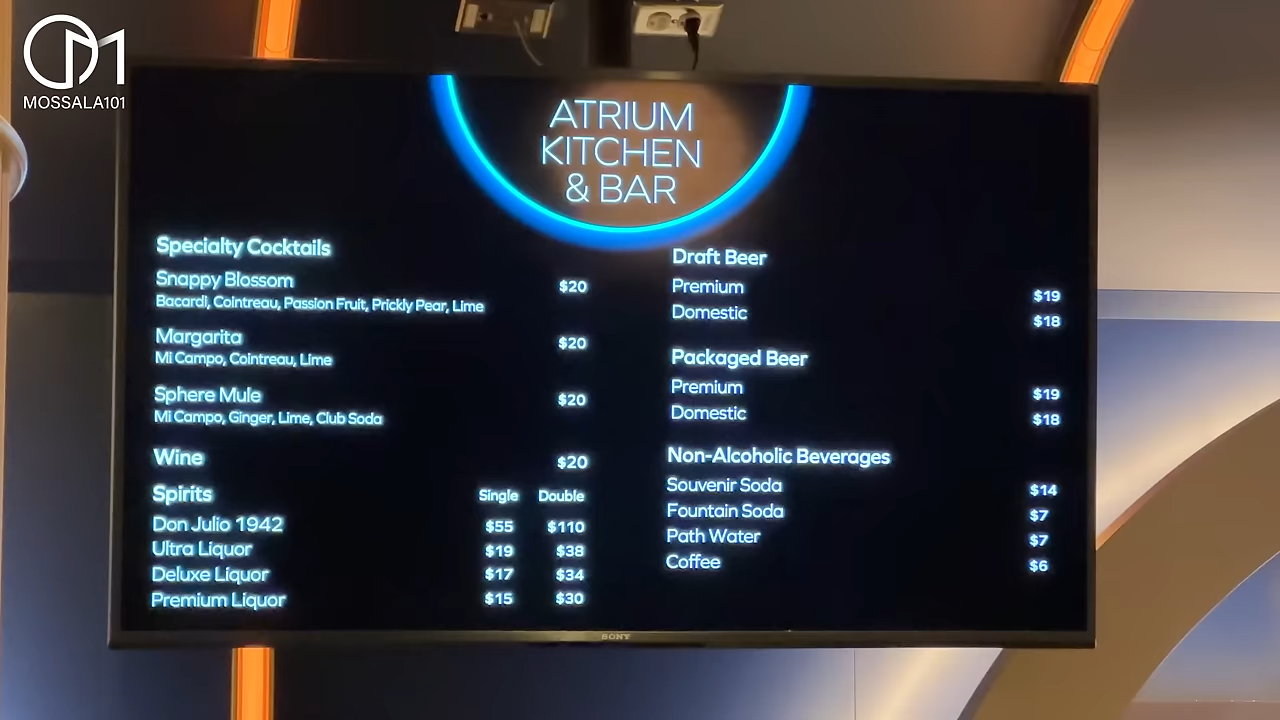 OM
MOSSALA101
ATRIUM
KITCHEN
& BAR
Specialty Cocktails
Snappy Blossom $20
Bacardi, Cointreau, Passion Fruit, Prickly Pear, Lime
Margarita $20
Mi Campo, Cointreau, Lime
Sphere Mule $20
Mi Campo, Ginger, Lime, Club Soda
Wine $20
Spirits Single Double
Don Julio 1942 $55 $110
Ultra Liquor $19 $38
Deluxe Liquor $17 $34
Premium Liquor $15 $30
Draft Beer
Premium $19
Domestic $18
Packaged Beer
Premium $19
Domestic $18
Non-Alcoholic Beverages
Souvenir Soda $14
Fountain Soda $7
Path Water $7
Coffee $6
SONY